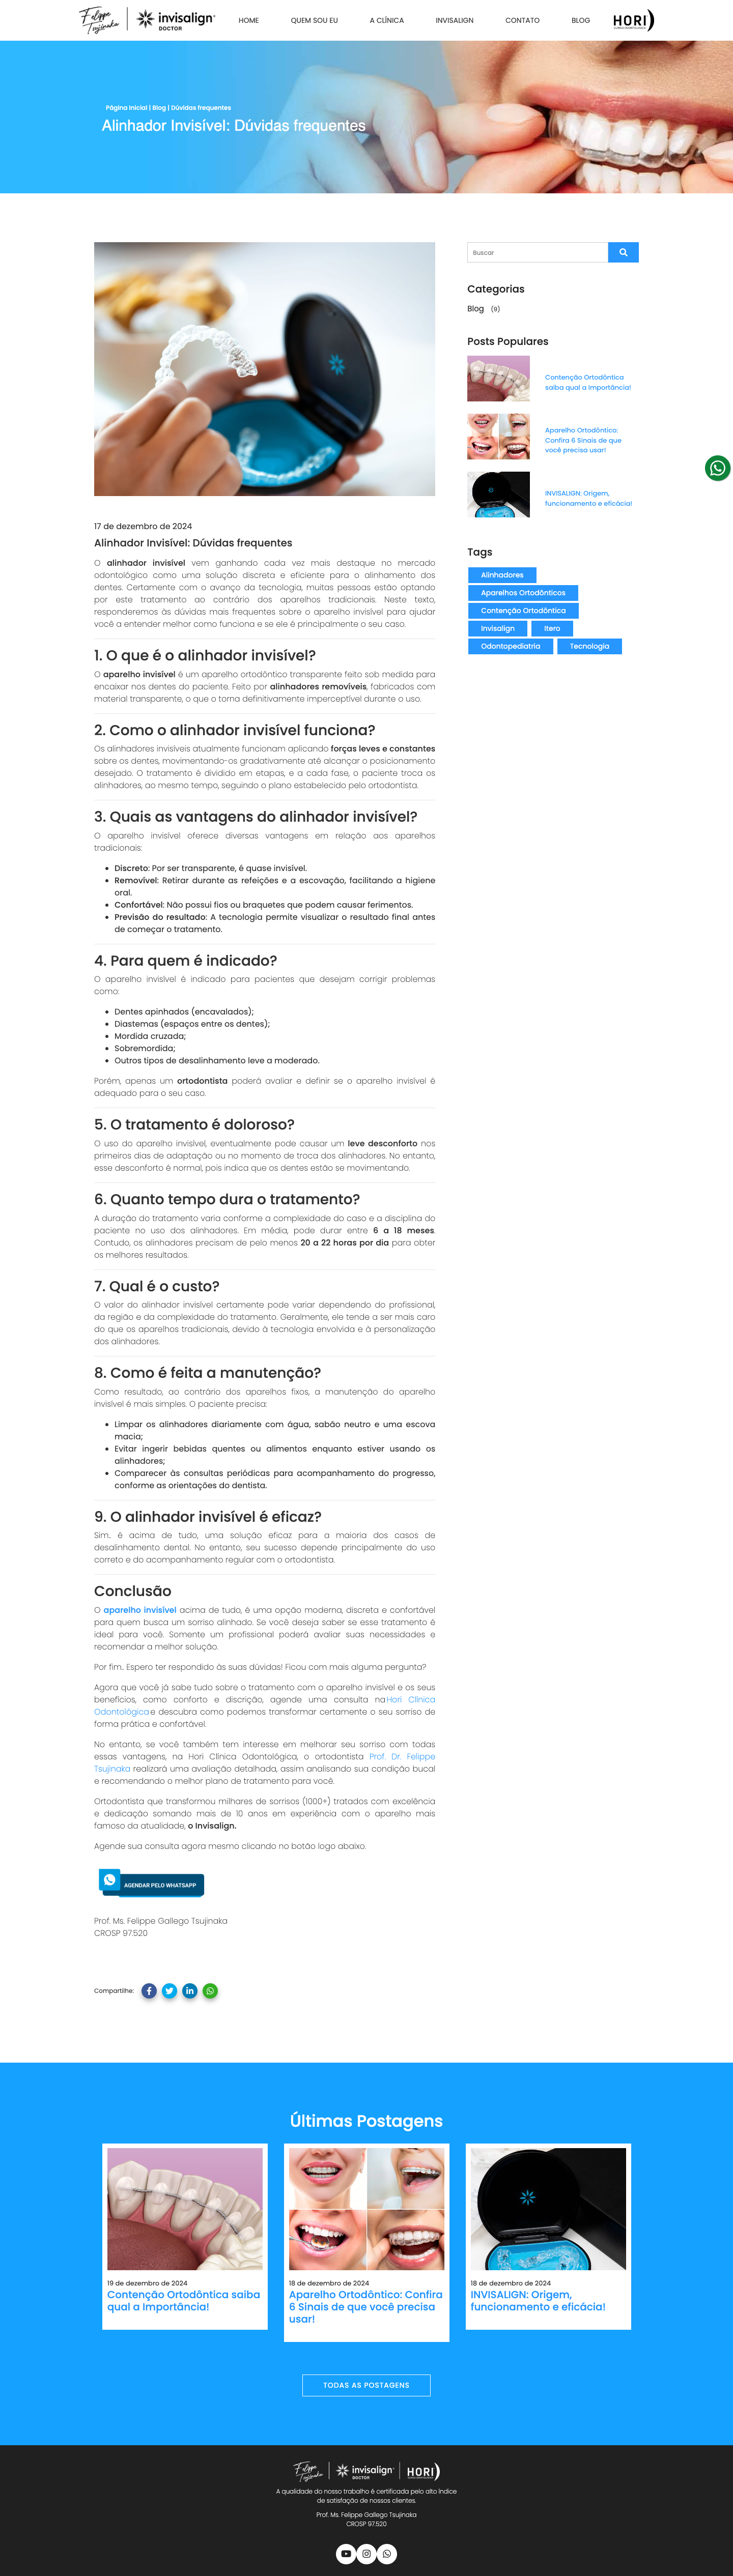 Felippe Tsujinaka
invisalign
DOCTOR
HOME
QUEM SOU EU
A CLÍNICA
INVISALIGN
CONTATO
BLOG
HORI
Página Inicial | Blog | Dúvidas frequentes
Alinhador Invisível: Dúvidas frequentes
Buscar
Categorias
Blog (9)
Posts Populares
Contenção Ortodôntica
saiba qual a Importância!
Aparelho Ortodôntico:
Confira 6 Sinais de que
você precisa usar!
INVISALIGN: Origem,
funcionamento e eficácia!
Tags
Alinhadores
Aparelhos Ortodônticos
Contenção Ortodôntica
Invisalign
Itero
Odontopediatria
Tecnologia
17 de dezembro de 2024
Alinhador Invisível: Dúvidas frequentes
O alinhador invisível vem ganhando cada vez mais destaque no mercado
odontológico como uma solução discreta e eficiente para o alinhamento dos
dentes. Certamente com o avanço da tecnologia, muitas pessoas estão optando
por este tratamento ao contrário dos aparelhos tradicionais. Neste texto,
responderemos às dúvidas mais frequentes sobre o aparelho invisível para ajudar
você a entender melhor como funciona e se ele é principalmente o seu caso.
1. O que é o alinhador invisível?
O aparelho invisível é um aparelho ortodôntico transparente feito sob medida para
encaixar nos dentes do paciente. Feito por alinhadores removíveis, fabricados com
material transparente, o que o torna definitivamente imperceptível durante o uso.
2. Como o alinhador invisível funciona?
Os alinhadores invisíveis atualmente funcionam aplicando forças leves e constantes
sobre os dentes, movimentando-os gradativamente até alcançar o posicionamento
desejado. O tratamento é dividido em etapas, e a cada fase, o paciente troca os
alinhadores, ao mesmo tempo, seguindo o plano estabelecido pelo ortodontista.
3. Quais as vantagens do alinhador invisível?
O aparelho invisível oferece diversas vantagens em relação aos aparelhos
tradicionais:
Discreto: Por ser transparente, é quase invisível.
Removível: Retirar durante as refeições e a escovação, facilitando a higiene
oral.
Confortável: Não possui fios ou braquetes que podem causar ferimentos.
Previsão do resultado: A tecnologia permite visualizar o resultado final antes
de começar o tratamento.
4. Para quem é indicado?
O aparelho invisível é indicado para pacientes que desejam corrigir problemas
como:
Dentes apinhados (encavalados);
Diastemas (espaços entre os dentes);
Mordida cruzada;
Sobremordida;
Outros tipos de desalinhamento leve a moderado.
Porém, apenas um ortodontista poderá avaliar e definir se o aparelho invisível é
adequado para o seu caso.
5. O tratamento é doloroso?
O uso do aparelho invisível, eventualmente pode causar um leve desconforto nos
primeiros dias de adaptação ou no momento de troca dos alinhadores. No entanto,
esse desconforto é normal, pois indica que os dentes estão se movimentando.
6. Quanto tempo dura o tratamento?
A duração do tratamento varia conforme a complexidade do caso e a disciplina do
paciente no uso dos alinhadores. Em média, pode durar entre 6 a 18 meses.
Contudo, os alinhadores precisam de pelo menos 20 a 22 horas por dia para obter
os melhores resultados.
7. Qual é o custo?
O valor do alinhador invisível certamente pode variar dependendo do profissional,
da região e da complexidade do tratamento. Geralmente, ele tende a ser mais caro
do que os aparelhos tradicionais, devido à tecnologia envolvida e à personalização
dos alinhadores.
8. Como é feita a manutenção?
Como resultado, ao contrário dos aparelhos fixos, a manutenção do aparelho
invisível é mais simples. O paciente precisa:
Limpar os alinhadores diariamente com água, sabão neutro e uma escova
macia;
Evitar ingerir bebidas quentes ou alimentos enquanto estiver usando os
alinhadores;
Comparecer às consultas periódicas para acompanhamento do progresso,
conforme as orientações do dentista.
9. O alinhador invisível é eficaz?
Sim.. é acima de tudo, uma solução eficaz para a maioria dos casos de
desalinhamento dental. No entanto, seu sucesso depende principalmente do uso
correto e do acompanhamento regular com o ortodontista.
Conclusão
O aparelho invisível acima de tudo, é uma opção moderna, discreta e confortável
para quem busca um sorriso alinhado. Se você deseja saber se esse tratamento é
ideal para você. Somente um profissional poderá avaliar suas necessidades e
recomendar a melhor solução.
Por fim.. Espero ter respondido às suas dúvidas! Ficou com mais alguma pergunta?
Agora que você já sabe tudo sobre o tratamento com o aparelho invisível e os seus
benefícios, como conforto e discrição, agende uma consulta na Hori Clínica
Odontológica e descubra como podemos transformar certamente o seu sorriso de
forma prática e confortável.
No entanto, se você também tem interesse em melhorar seu sorriso com todas
essas vantagens, na Hori Clínica Odontológica, o ortodontista Prof. Dr. Felippe
Tsujinaka realizará uma avaliação detalhada, assim analisando sua condição bucal
e recomendando o melhor plano de tratamento para você.
Ortodontista que transformou milhares de sorrisos (1000+) tratados com excelência
e dedicação somando mais de 10 anos em experiência com o aparelho mais
famoso da atualidade, o Invisalign.
Agende sua consulta agora mesmo clicando no botão logo abaixo.
AGENDAR PELO WHATSAPP
Prof. Ms. Felippe Gallego Tsujinaka
CROSP 97.520
Compartilhe:
Últimas Postagens
19 de dezembro de 2024
Contenção Ortodôntica saiba
qual a Importância!
18 de dezembro de 2024
Aparelho Ortodôntico: Confira
6 Sinais de que você precisa
usar!
18 de dezembro de 2024
INVISALIGN: Origem,
funcionamento e eficácia!
TODAS AS POSTAGENS
Felippe Tsujinaka
invisalign
DOCTOR
HORI
A qualidade do nosso trabalho é certificada pelo alto índice
de satisfação de nossos clientes.
Prof. Ms. Felippe Gallego Tsujinaka
CROSP 97.520